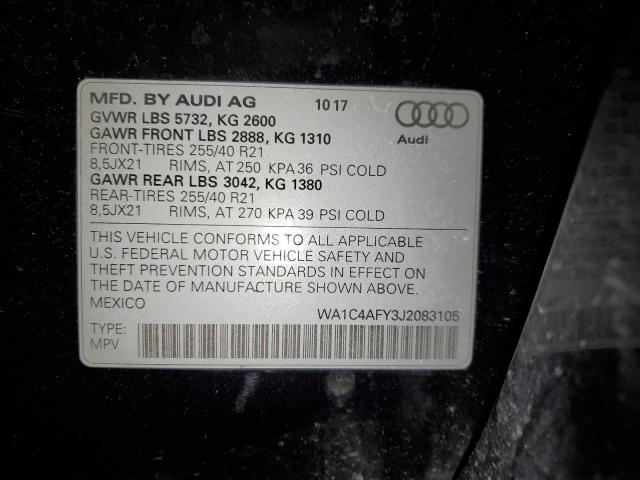 MFD. BY AUDI AG 10 17
GVWR LBS 5732, KG 2600
GAWR FRONT LBS 2888, KG 1310
FRONT-TIRES 255/40 R21
8,5JX21 RIMS, AT 250 KPA 36 PSI COLD
GAWR REAR LBS 3042, KG 1380
REAR-TIRES 255/40 R21
8,5JX21 RIMS, AT 270 KPA 39 PSI COLD
Audi
THIS VEHICLE CONFORMS TO ALL APPLICABLE
U.S. FEDERAL MOTOR VEHICLE SAFETY AND
THEFT PREVENTION STANDARDS IN EFFECT ON
THE DATE OF MANUFACTURE SHOWN ABOVE.
MEXICO WA1C4AFY3J2083105
TYPE:
MPV